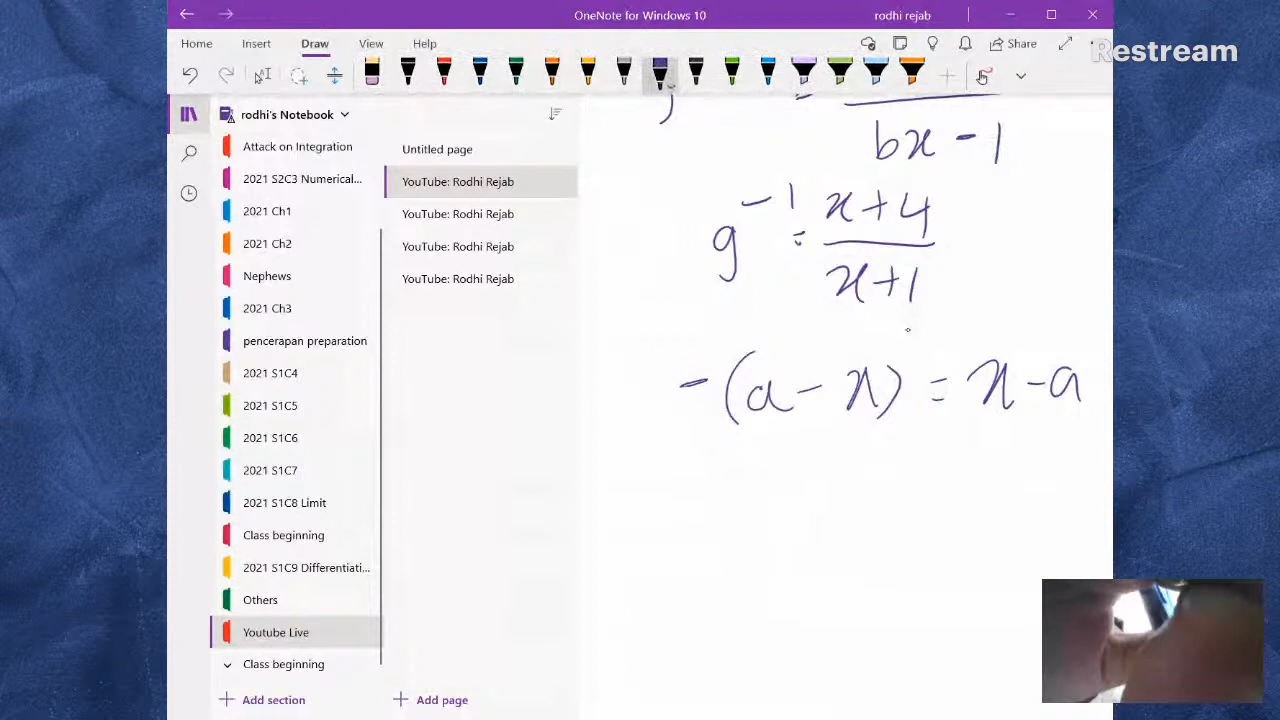 OneNote for Windows 10
rodhi rejab
Restream
Home Insert Draw View Help
Share
rodhi's Notebook
Atten on Integration
2021 S2C3 Numerical...
2021 Ch1
2021 Ch2
Nephews
2021 Ch3
pencerapan preparation
2021 S1C4
2021 S1C5
2021 S1C6
2021 S1C7
2021 S1C8 Limit
Class beginning
2021 S1C9 Differentiati...
Others
Youtube Live
Class beginning
Add section
Untitled page
YouTube: Rodhi Rejab
YouTube: Rodhi Rejab
YouTube: Rodhi Rejab
YouTube: Rodhi Rejab
Add page
bx - 1
g⁻¹ = x+4
x+1
-(a - x) = x - a